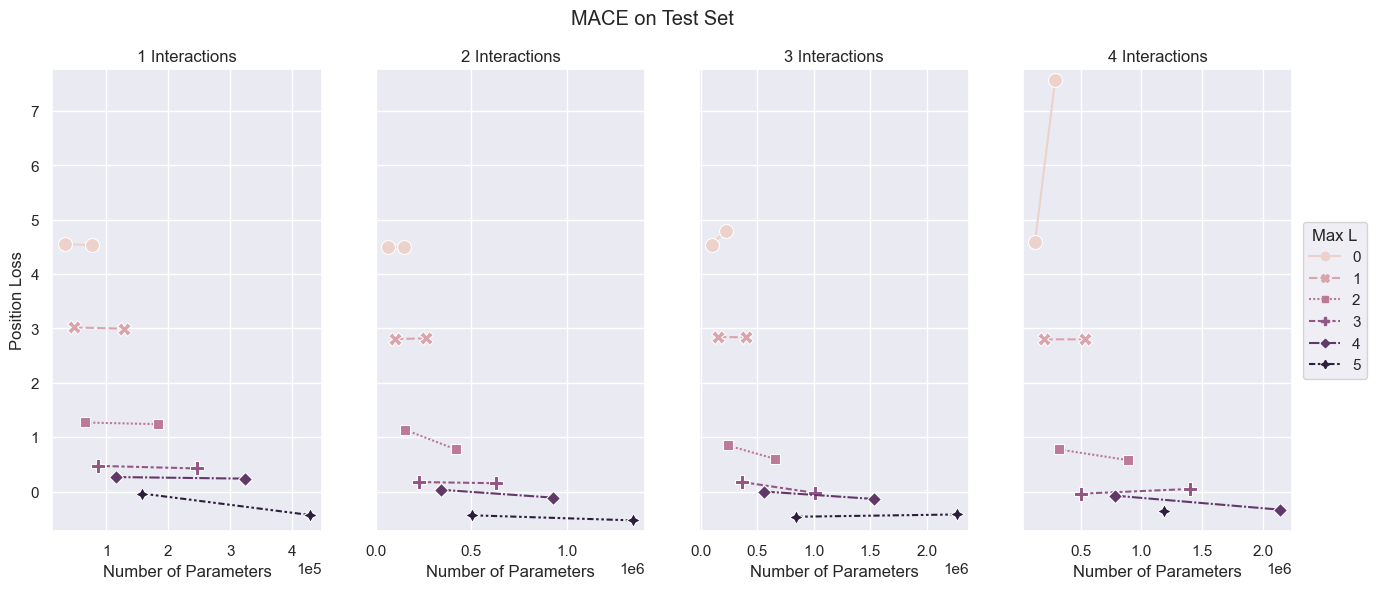 MACE on Test Set
1 Interactions
2 Interactions
3 Interactions
4 Interactions
Position Loss
7
6
5
4
3
2
1
0
1 2 3 4
1e5
Number of Parameters
0.0 0.5 1.0
1e6
Number of Parameters
0.0 0.5 1.0 1.5 2.0
1e6
Number of Parameters
0.5 1.0 1.5 2.0
1e6
Number of Parameters
Max L
0
1
2
3
4
5